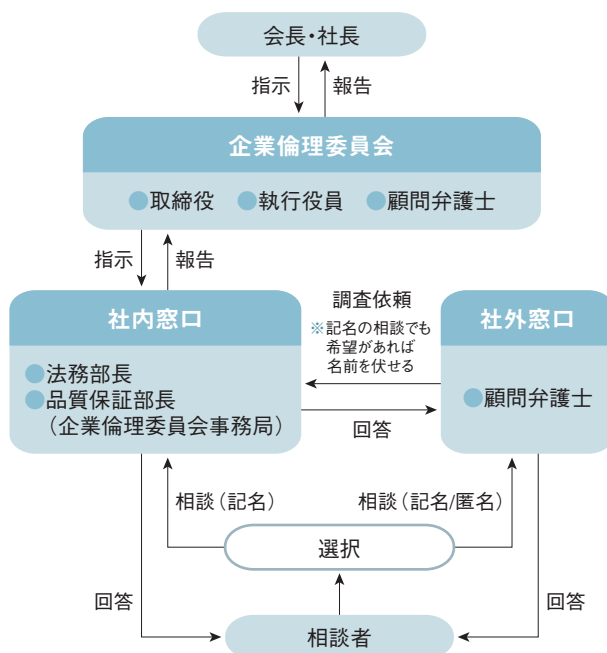 会長・社長
指示
報告
企業倫理委員会
●取締役 ●執行役員 ●顧問弁護士
指示
報告
社内窓口
●法務部長
●品質保証部長
（企業倫理委員会事務局）
調査依頼
※記名の相談でも
希望があれば
名前を伏せる
回答
社外窓口
●顧問弁護士
相談（記名）
相談（記名/匿名）
選択
回答
回答
相談者